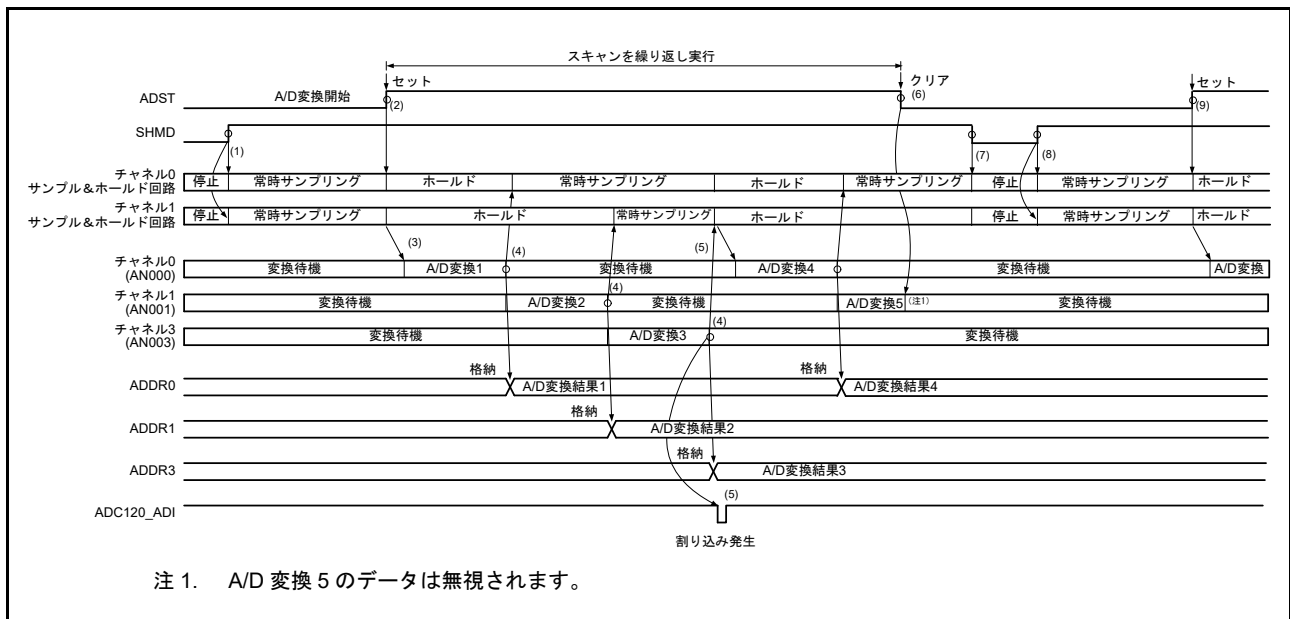 スキャンを繰り返し実行
セット クリア セット
ADST A/D変換開始 (2) (6) (9)
SHMD (1) (7) (8)
チャネル0
サンプル＆ホールド回路 停止 常時サンプリング ホールド 常時サンプリング ホールド 常時サンプリング 停止 常時サンプリング ホールド
チャネル1
サンプル＆ホールド回路 停止 常時サンプリング ホールド 常時サンプリング ホールド 停止 常時サンプリング ホールド
(3) (4) (5)
チャネル0
(AN000) 変換待機 A/D変換1 変換待機 A/D変換4 変換待機 A/D変換
(4)
チャネル1
(AN001) 変換待機 A/D変換2 変換待機 A/D変換5 (注1) 変換待機
(4)
チャネル3
(AN003) 変換待機 A/D変換3 変換待機
格納 格納
ADDR0 A/D変換結果1 A/D変換結果4
格納
ADDR1 A/D変換結果2
格納
ADDR3 A/D変換結果3
(5)
ADC120_ADI
割り込み発生
注 1. A/D 変換 5 のデータは無視されます。